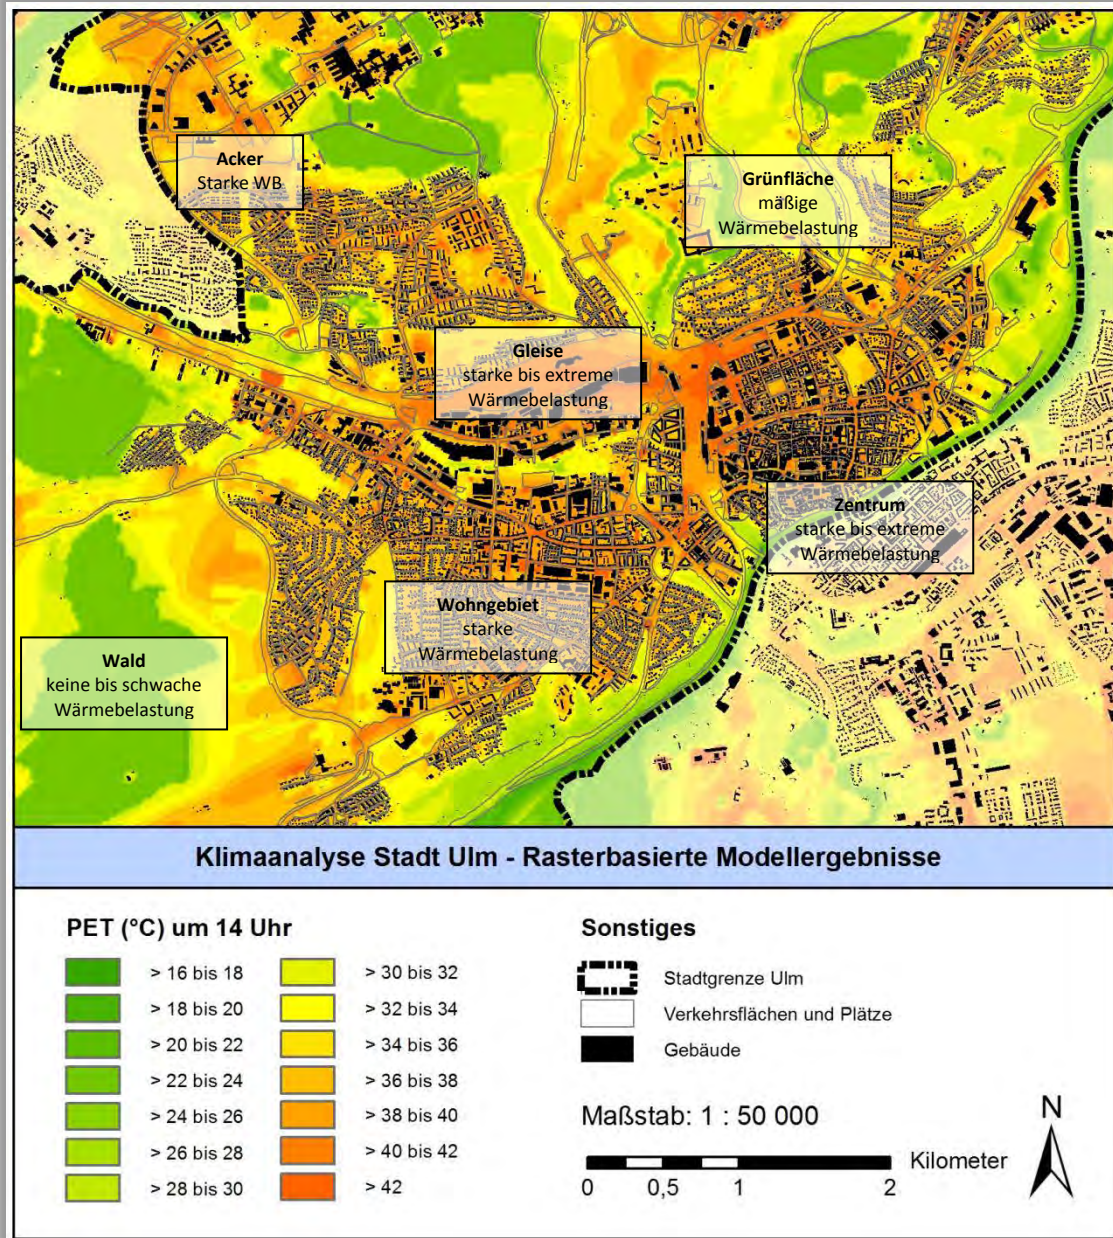 Acker
Starke WB
Grünfläche
mäßige
Wärmebelastung
Gleise
starke bis extreme
Wärmebelastung
Zentrum
starke bis extreme
Wärmebelastung
Wohngebiet
starke
Wärmebelastung
Wald
keine bis schwache
Wärmebelastung
Klimaanalyse Stadt Ulm - Rasterbasierte Modellergebnisse
PET (°C) um 14 Uhr
> 16 bis 18
> 18 bis 20
> 20 bis 22
> 22 bis 24
> 24 bis 26
> 26 bis 28
> 28 bis 30
> 30 bis 32
> 32 bis 34
> 34 bis 36
> 36 bis 38
> 38 bis 40
> 40 bis 42
> 42
Sonstiges
Stadtgrenze Ulm
Verkehrsflächen und Plätze
Gebäude
Maßstab: 1 : 50 000
Kilometer
0 0,5 1 2
N